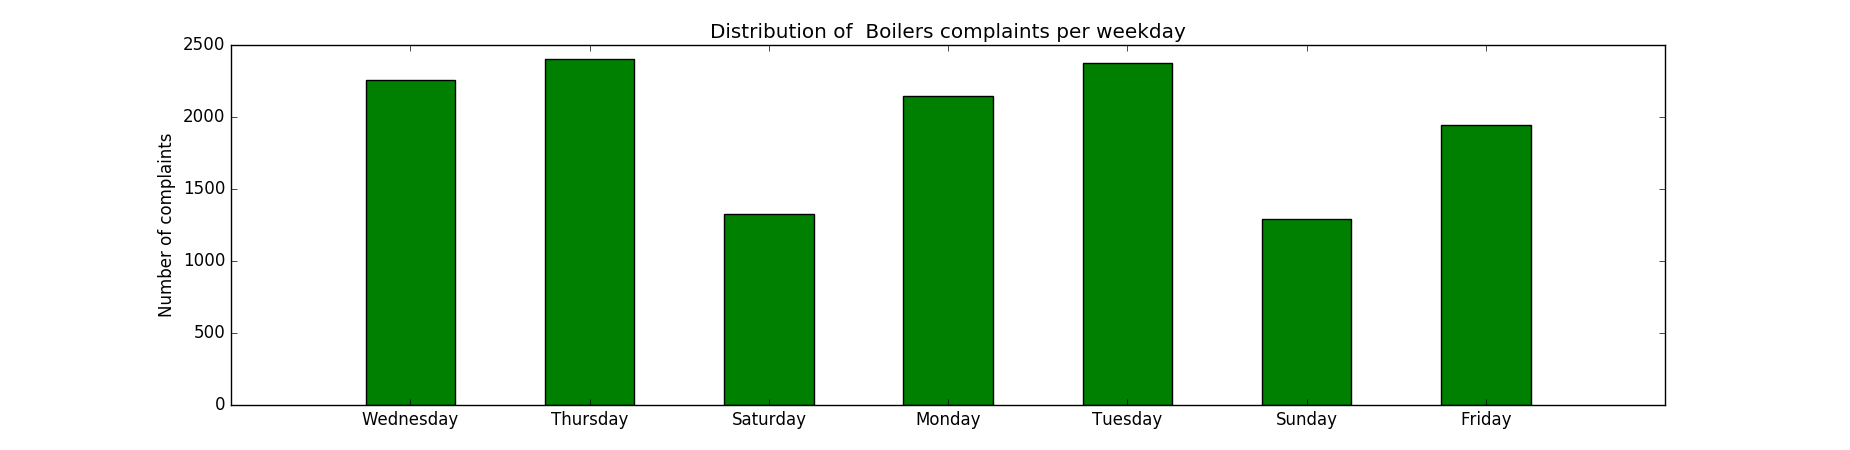 Distribution of  Boilers complaints per weekday
Number of complaints
2500
2000
1500
1000
500
0
Wednesday Thursday Saturday Monday Tuesday Sunday Friday